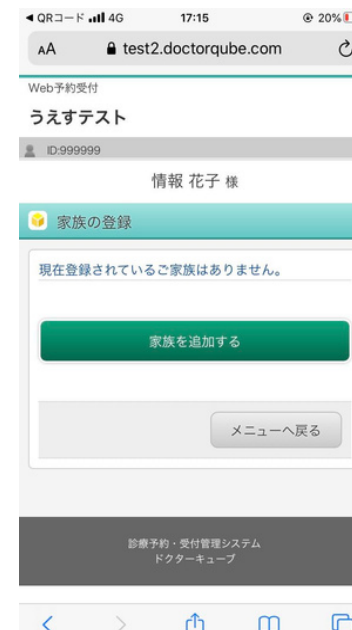 ◀ QRコード 4G 17:15 20%
AA test2.doctorqube.com
Web予約受付
うえすテスト
ID:999999
情報 花子 様
家族の登録
現在登録されているご家族はありません。
家族を追加する
メニューへ戻る
診療予約・受付管理システム
ドクターキューブ